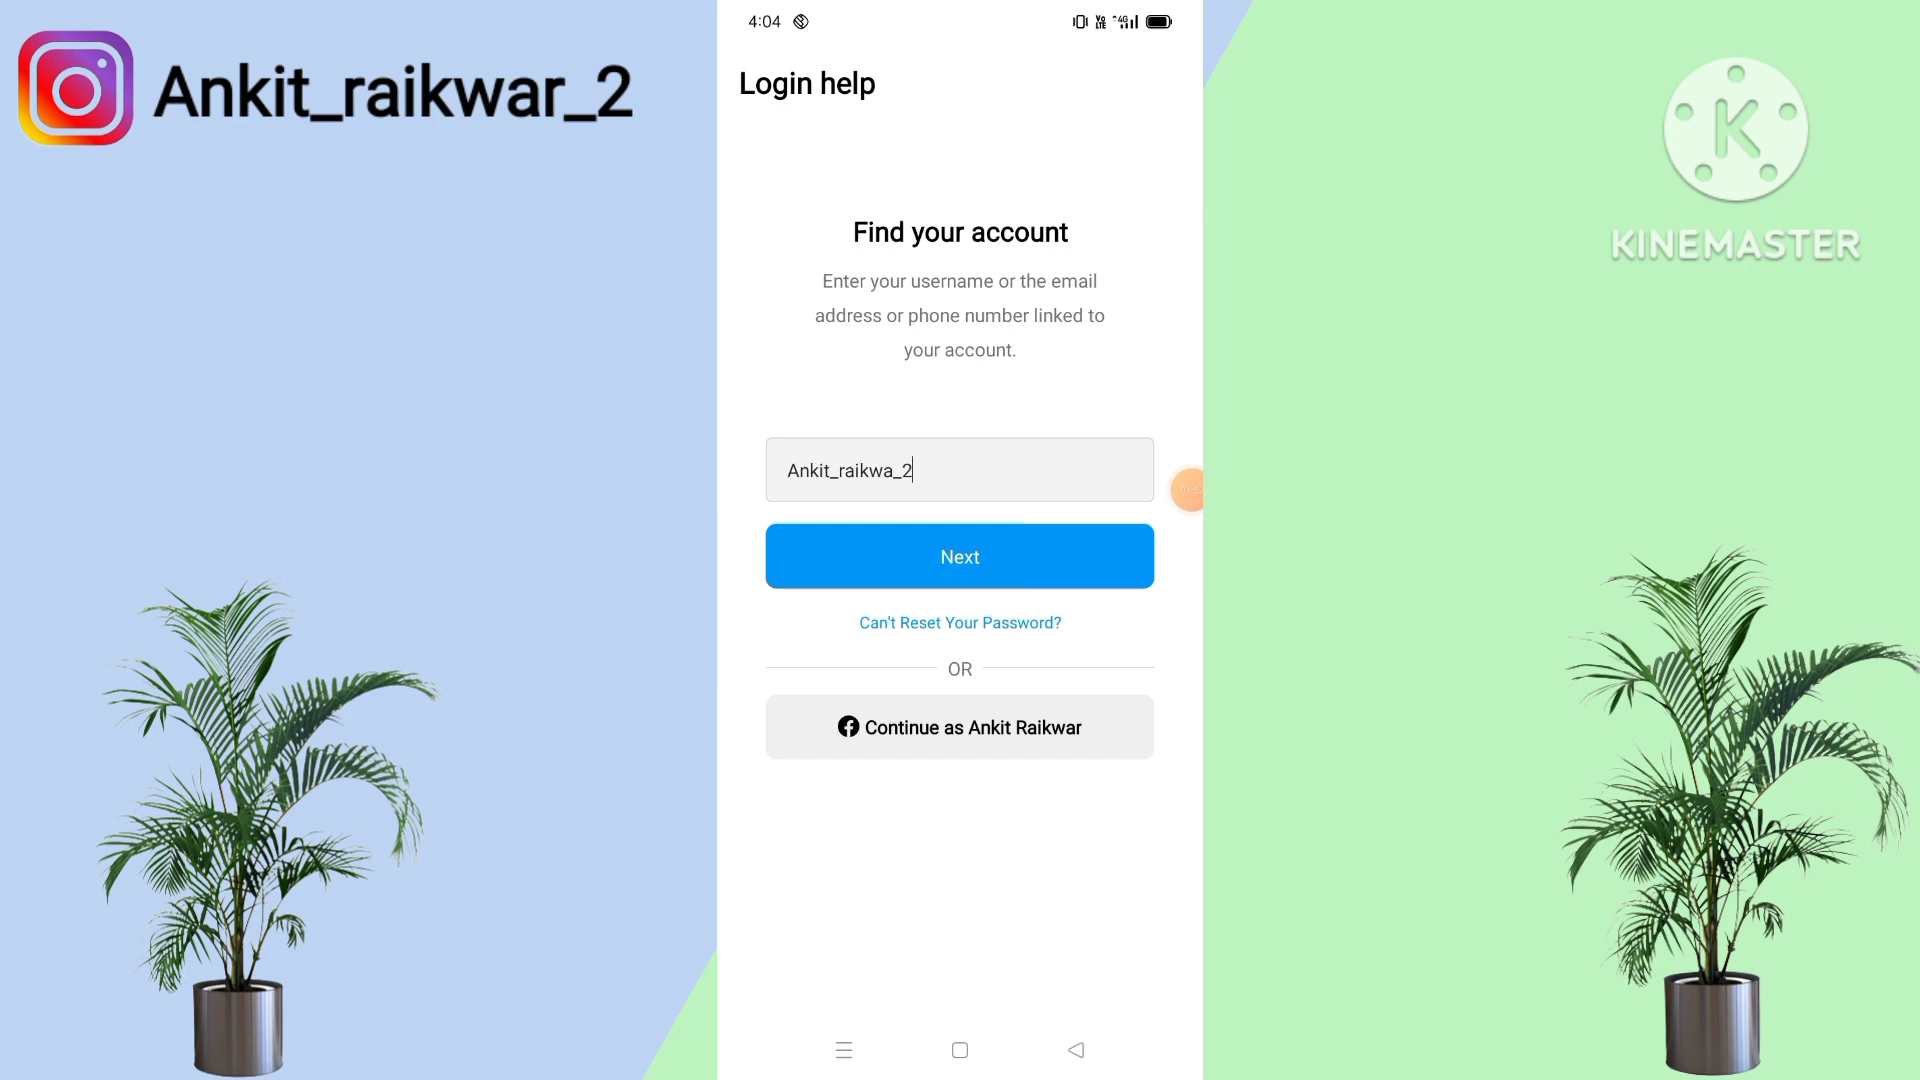 Ankit_raikwar_2
4:04
Login help
KINEMASTER
Find your account
Enter your username or the email
address or phone number linked to
your account.
Ankit_raikwa_2
Next
Can't Reset Your Password?
OR
Continue as Ankit Raikwar